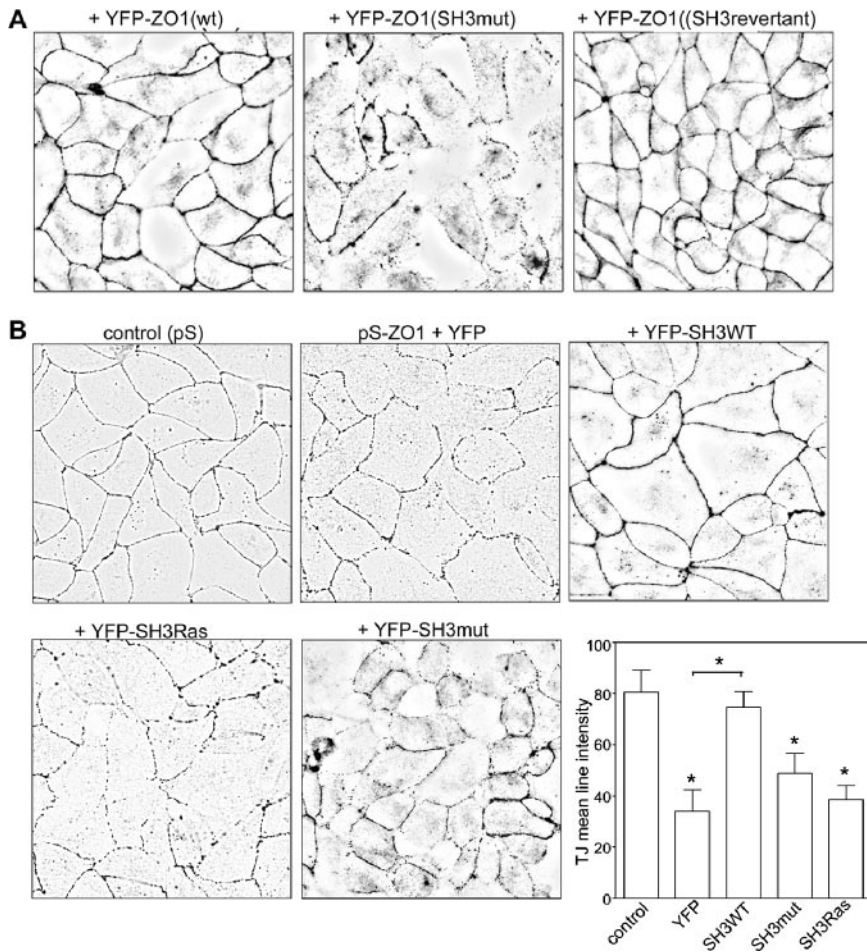 A
+ YFP-ZO1(wt)
+ YFP-ZO1(SH3mut)
+ YFP-ZO1((SH3revertant)
B
control (pS)
pS-ZO1 + YFP
+ YFP-SH3WT
+ YFP-SH3Ras
+ YFP-SH3mut
TJ mean line intensity
100
80
60
40
20
0
*
*
*
*
control
YFP
SH3WT
SH3mut
SH3Ras